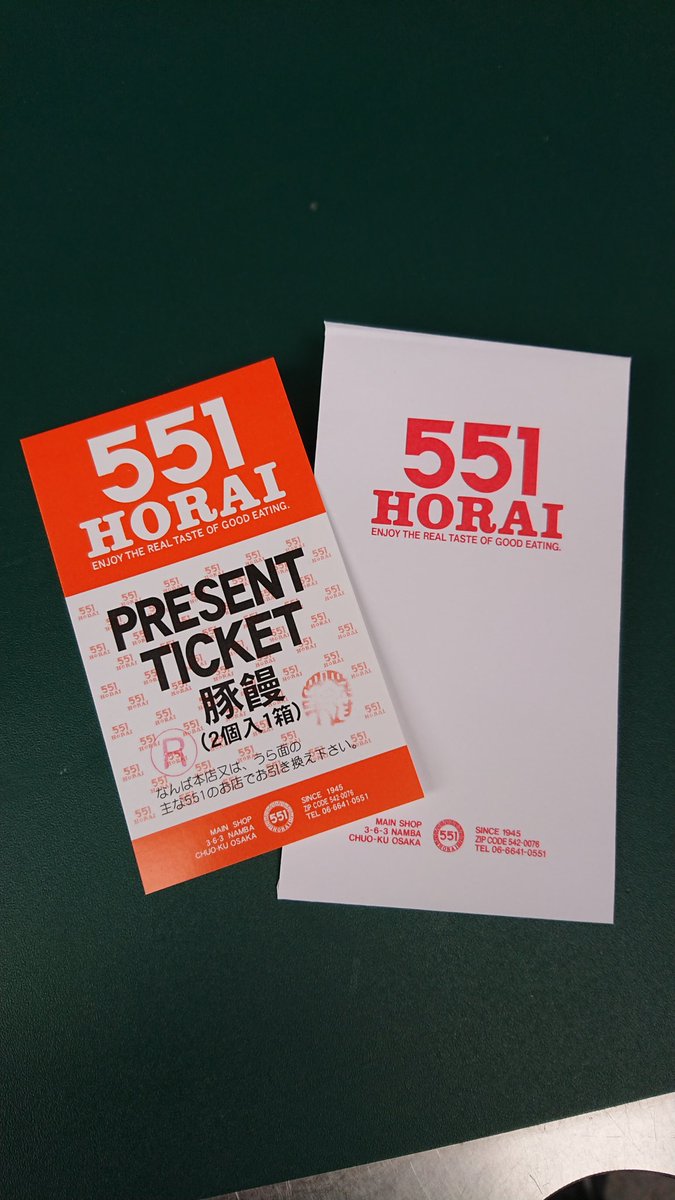 551
HORAI
ENJOY THE REAL TASTE OF GOOD EATING.
PRESENT
TICKET
豚饅
(2個入1箱)
R
なんば本店又は、うら面の
主な551のお店でお引き換え下さい。
MAIN SHOP
3-6-3 NAMBA
CHUO-KU OSAKA
551
HORAI
SINCE 1945
ZIP CODE 542-0076
TEL 06-6641-0551
551
HORAI
ENJOY THE REAL TASTE OF GOOD EATING.
MAIN SHOP
3-6-3 NAMBA
CHUO-KU OSAKA
551
HORAI
SINCE 1945
ZIP CODE 542-0076
TEL 06-6641-0551